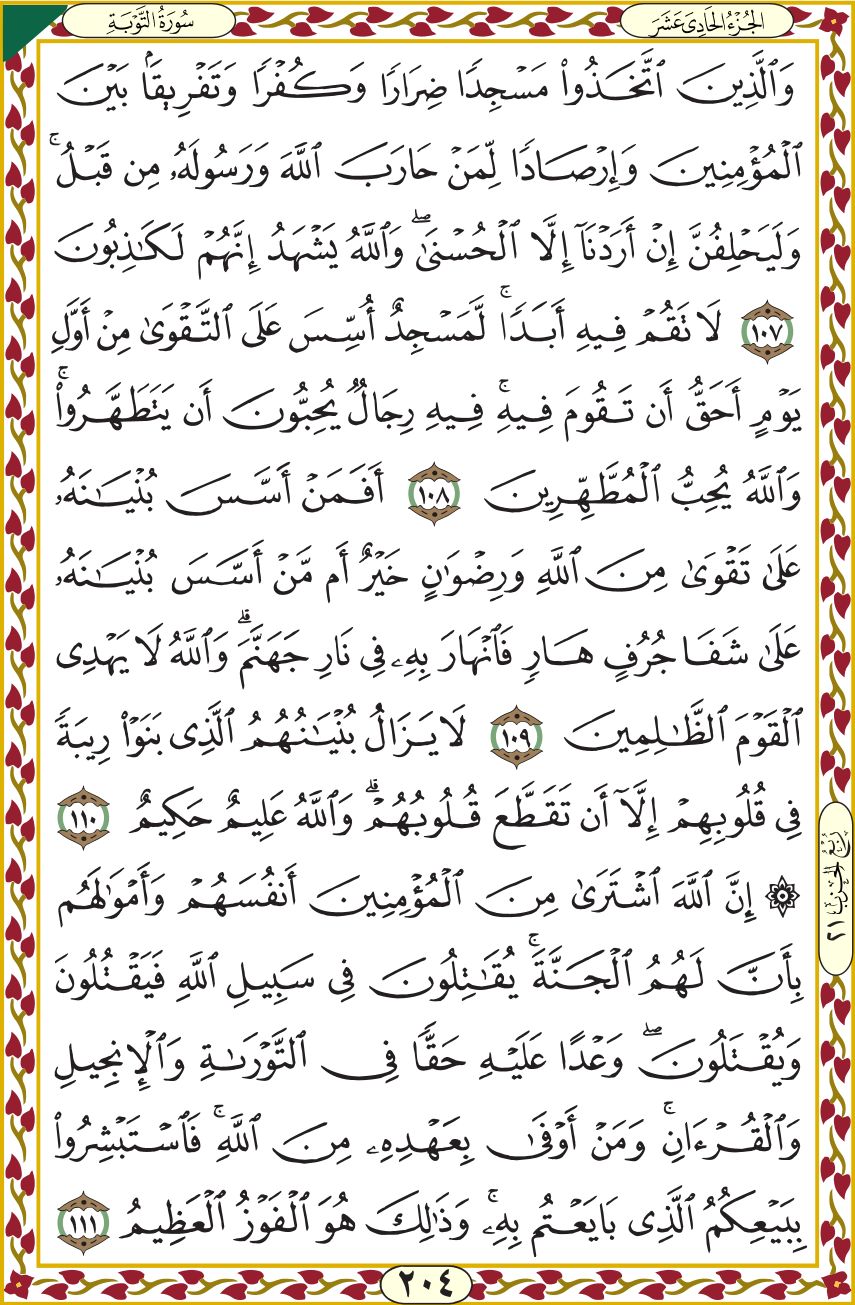 الجُزْءُ الحَادِيَ عَشَرَ
سُورَةُ التَّوْبَةِ
وَٱلَّذِينَ ٱتَّخَذُوا۟ مَسْجِدًا ضِرَارًا وَكُفْرًا وَتَفْرِيقًۢا بَيْنَ
ٱلْمُؤْمِنِينَ وَإِرْصَادًا لِّمَنْ حَارَبَ ٱللَّهَ وَرَسُولَهُۥ مِن قَبْلُ ۚ
وَلَيَحْلِفُنَّ إِنْ أَرَدْنَآ إِلَّا ٱلْحُسْنَىٰ ۖ وَٱللَّهُ يَشْهَدُ إِنَّهُمْ لَكَـٰذِبُونَ
١٠٧ لَا تَقُمْ فِيهِ أَبَدًا ۚ لَّمَسْجِدٌ أُسِّسَ عَلَى ٱلتَّقْوَىٰ مِنْ أَوَّلِ
يَوْمٍ أَحَقُّ أَن تَقُومَ فِيهِ ۚ فِيهِ رِجَالٌ يُحِبُّونَ أَن يَتَطَهَّرُوا۟ ۚ
وَٱللَّهُ يُحِبُّ ٱلْمُطَّهِّرِينَ ١٠٨ أَفَمَنْ أَسَّسَ بُنْيَـٰنَهُۥ
عَلَىٰ تَقْوَىٰ مِنَ ٱللَّهِ وَرِضْوَٰنٍ خَيْرٌ أَم مَّنْ أَسَّسَ بُنْيَـٰنَهُۥ
عَلَىٰ شَفَا جُرُفٍ هَارٍ فَٱنْهَارَ بِهِۦ فِى نَارِ جَهَنَّمَ ۗ وَٱللَّهُ لَا يَهْدِى
ٱلْقَوْمَ ٱلظَّـٰلِمِينَ ١٠٩ لَا يَزَالُ بُنْيَـٰنُهُمُ ٱلَّذِى بَنَوْا۟ رِيبَةً
فِى قُلُوبِهِمْ إِلَّآ أَن تَقَطَّعَ قُلُوبُهُمْ ۗ وَٱللَّهُ عَلِيمٌ حَكِيمٌ ١١٠
۞ إِنَّ ٱللَّهَ ٱشْتَرَىٰ مِنَ ٱلْمُؤْمِنِينَ أَنفُسَهُمْ وَأَمْوَٰلَهُم
بِأَنَّ لَهُمُ ٱلْجَنَّةَ ۚ يُقَـٰتِلُونَ فِى سَبِيلِ ٱللَّهِ فَيَقْتُلُونَ
وَيُقْتَلُونَ ۖ وَعْدًا عَلَيْهِ حَقًّا فِى ٱلتَّوْرَىٰةِ وَٱلْإِنجِيلِ
وَٱلْقُرْءَانِ ۚ وَمَنْ أَوْفَىٰ بِعَهْدِهِۦ مِنَ ٱللَّهِ ۚ فَٱسْتَبْشِرُوا۟
بِبَيْعِكُمُ ٱلَّذِى بَايَعْتُم بِهِۦ ۚ وَذَٰلِكَ هُوَ ٱلْفَوْزُ ٱلْعَظِيمُ ١١١
رُبْعُ الحِزْبِ ٢١
٢٠٤